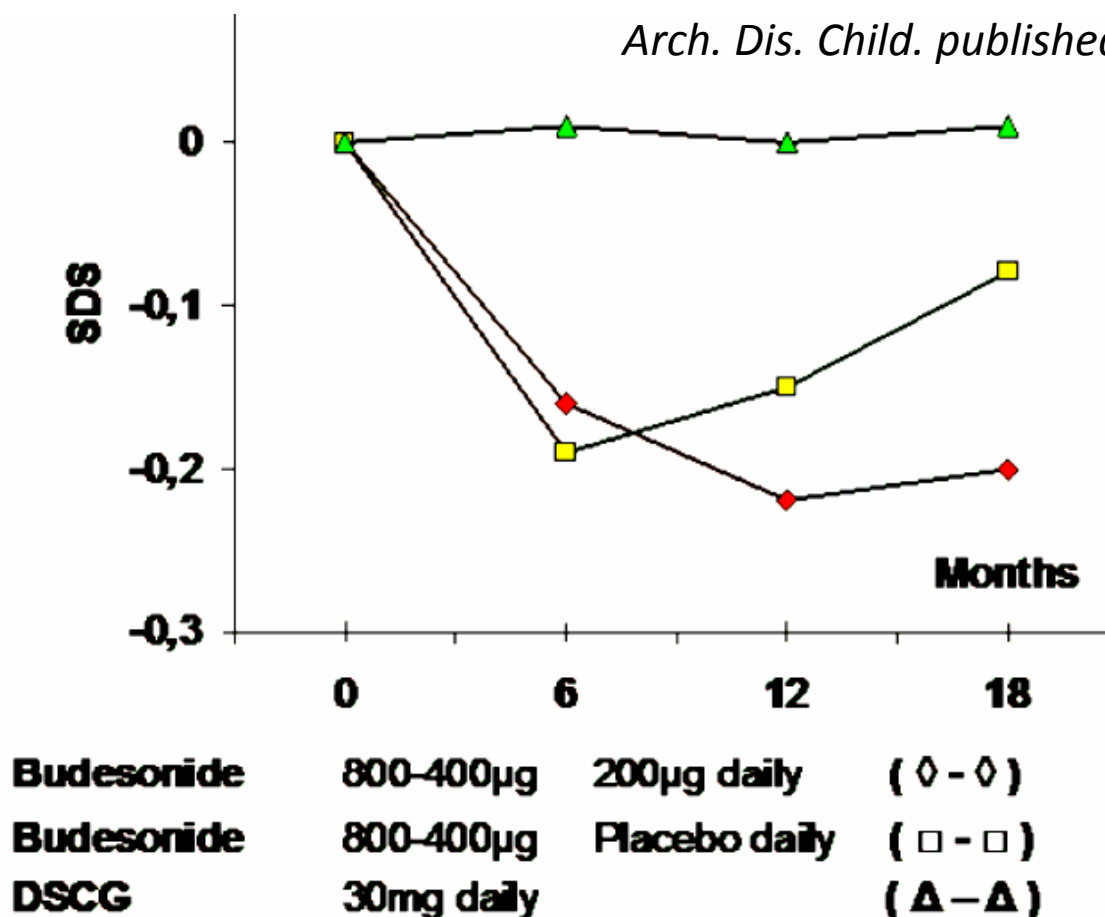 Arch. Dis. Child. published
0
SDS
-0,1
-0,2
Months
-0,3
0 6 12 18
Budesonide 800-400µg 200µg daily ( ◊ - ◊ )
Budesonide 800-400µg Placebo daily ( □ - □ )
DSCG 30mg daily ( Δ – Δ )